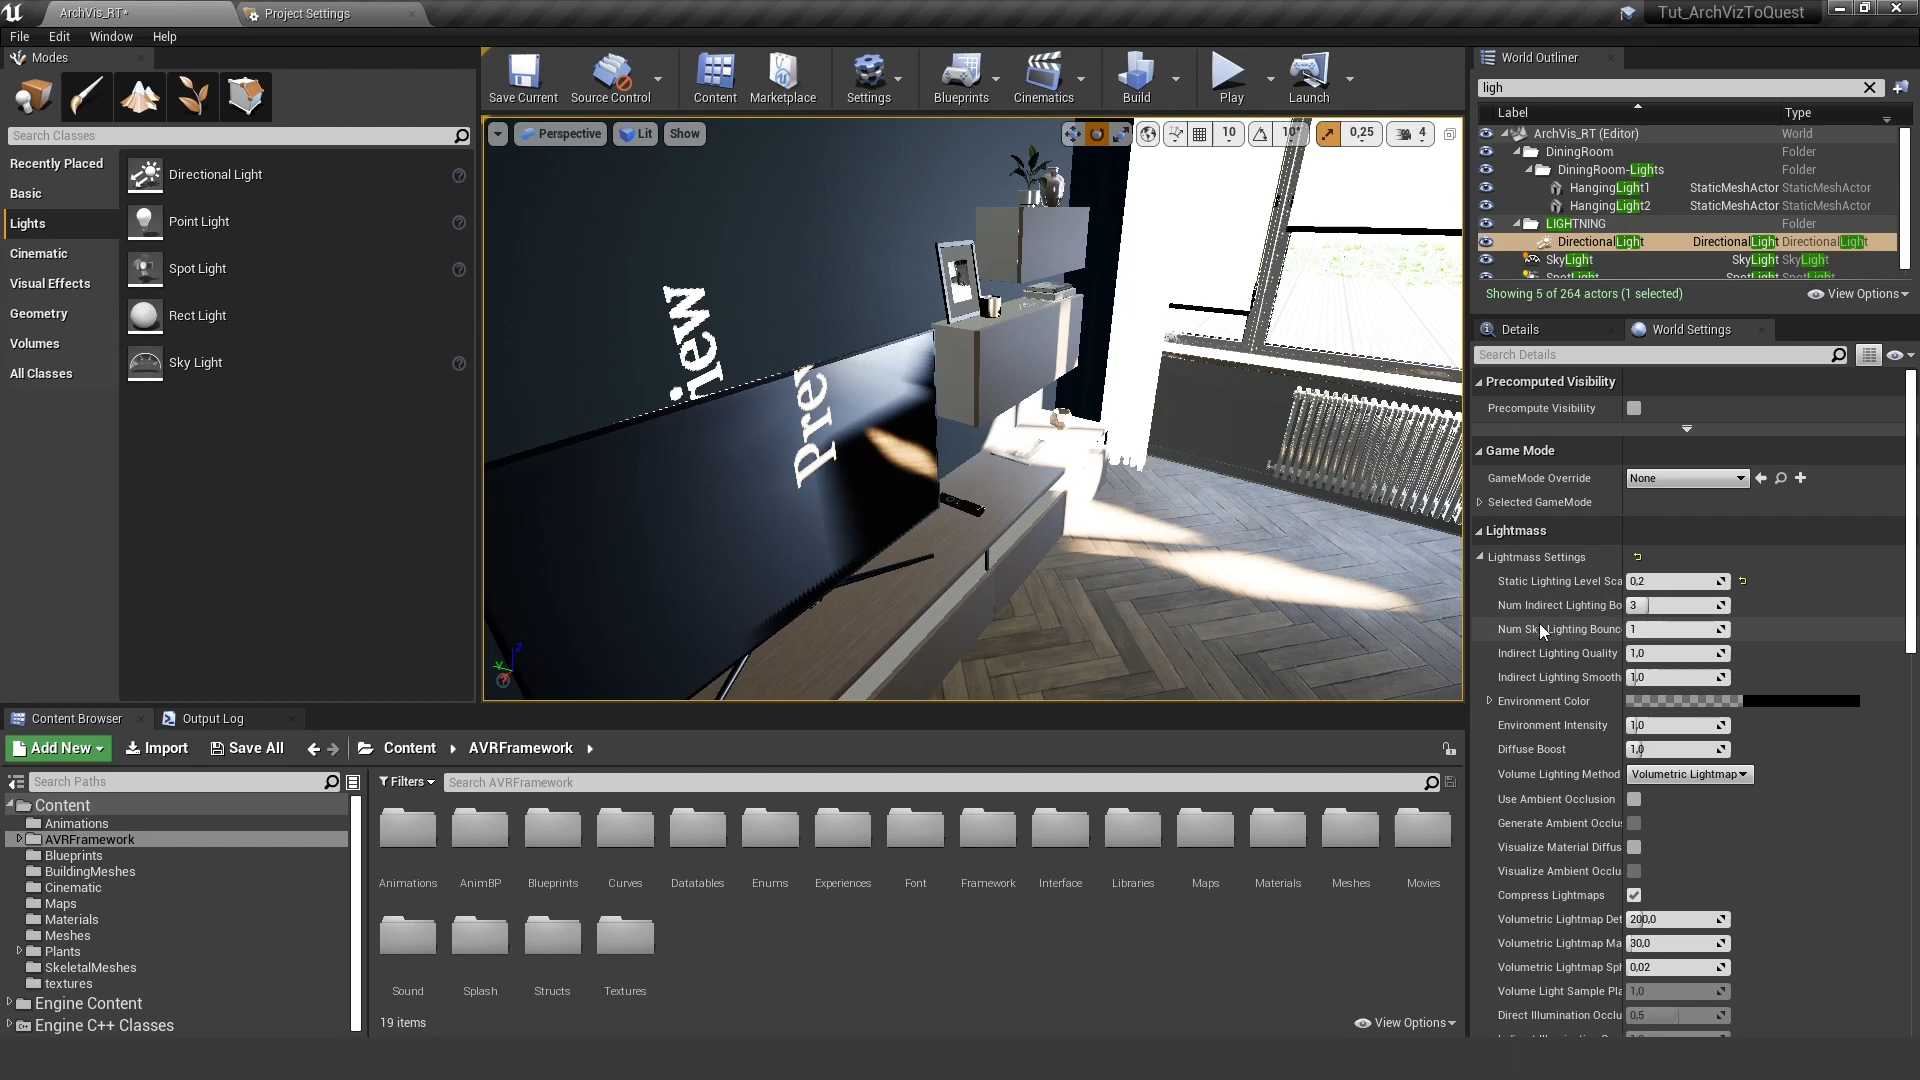 ArchVis_RT*
Project Settings
Tut_ArchVizToQuest
File Edit Window Help
Modes
Search Classes
Recently Placed
Basic
Lights
Cinematic
Visual Effects
Geometry
Volumes
All Classes
Directional Light
Point Light
Spot Light
Rect Light
Sky Light
Save Current
Source Control
Content
Marketplace
Settings
Blueprints
Cinematics
Build
Play
Launch
Perspective Lit Show
10 10° 0,25 4
Preview
Preview
World Outliner
ligh
Label Type
ArchVis_RT (Editor) World
DiningRoom Folder
DiningRoom-Lights Folder
HangingLight1 StaticMeshActor StaticMeshActor
HangingLight2 StaticMeshActor StaticMeshActor
LIGHTNING Folder
DirectionalLight DirectionalLight DirectionalLight
SkyLight SkyLight SkyLight
SpotLight SpotLight SpotLight
Showing 5 of 264 actors (1 selected)
View Options
Details
World Settings
Search Details
Precomputed Visibility
Precompute Visibility
Game Mode
GameMode Override None
Selected GameMode
Lightmass
Lightmass Settings
Static Lighting Level Sca 0,2
Num Indirect Lighting Bo 3
Num Sky Lighting Bounc 1
Indirect Lighting Quality 1,0
Indirect Lighting Smooth 1,0
Environment Color
Environment Intensity 1,0
Diffuse Boost 1,0
Volume Lighting Method Volumetric Lightmap
Use Ambient Occlusion
Generate Ambient Occlus
Visualize Material Diffus
Visualize Ambient Occlu
Compress Lightmaps
Volumetric Lightmap Det 200,0
Volumetric Lightmap Ma 30,0
Volumetric Lightmap Sph 0,02
Volume Light Sample Pla 1,0
Direct Illumination Occlu 0,5
Content Browser
Output Log
Add New Import Save All Content AVRFramework
Search Paths
Filters
Search AVRFramework
Content
Animations
AVRFramework
Blueprints
BuildingMeshes
Cinematic
Maps
Materials
Meshes
Plants
SkeletalMeshes
textures
Engine Content
Engine C++ Classes
Animations AnimBP Blueprints Curves Datatables Enums Experiences Font Framework Interface Libraries Maps Materials Meshes Movies
Sound Splash Structs Textures
19 items
View Options